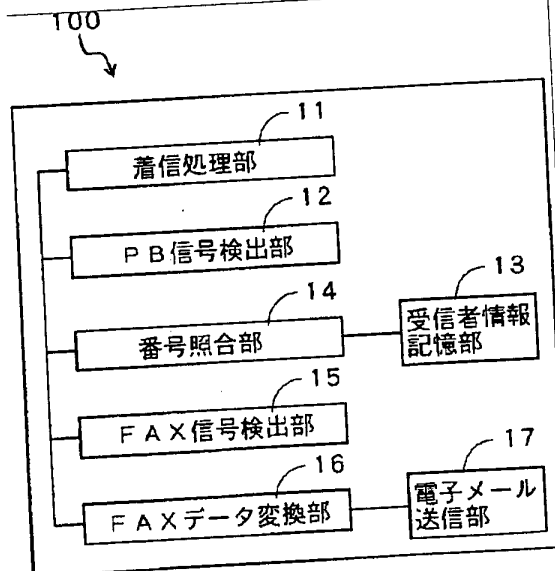 100
11
着信処理部
12
PB信号検出部
14
番号照合部
13
受信者情報
記憶部
15
FAX信号検出部
16
FAXデータ変換部
17
電子メール
送信部